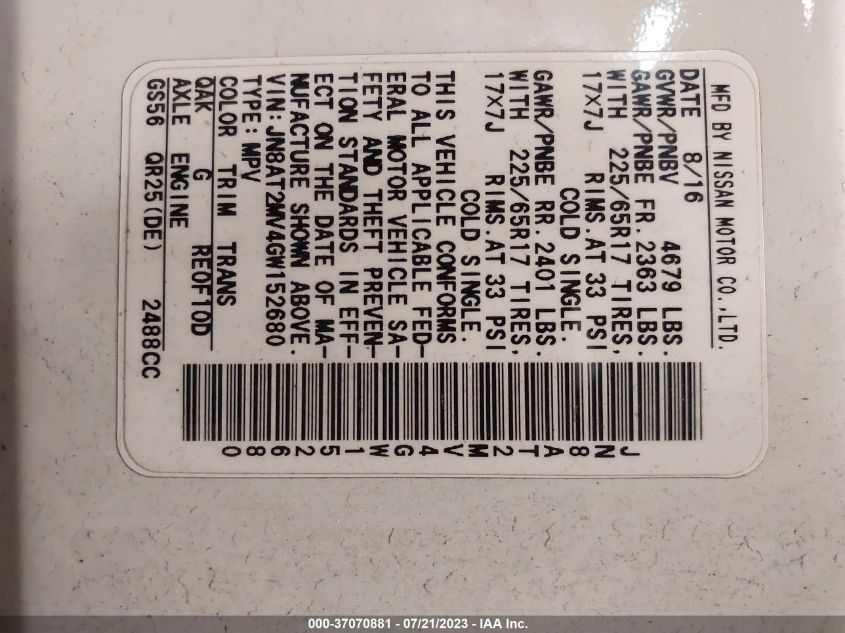 MFD BY NISSAN MOTOR CO.,LTD.
DATE 8/16
GVWR/PNBV 4679 LBS.
GAWR/PNBE FR. 2363 LBS.
WITH 225/65R17 TIRES,
17X7J RIMS.AT 33 PSI
COLD SINGLE.
GAWR/PNBE RR. 2401 LBS.
WITH 225/65R17 TIRES,
17X7J RIMS.AT 33 PSI
COLD SINGLE.
THIS VEHICLE CONFORMS
TO ALL APPLICABLE FED-
ERAL MOTOR VEHICLE SA-
FETY AND THEFT PREVEN-
TION STANDARDS IN EFF-
ECT ON THE DATE OF MA-
NUFACTURE SHOWN ABOVE.
VIN: JN8AT2MV4GW152680
TYPE: MPV
COLOR TRIM TRANS
QAK G RE0F10D
AXLE ENGINE
GS56 QR25(DE) 2488CC
JN8AT2MV4GW152680
000-37070881 - 07/21/2023 - IAA Inc.